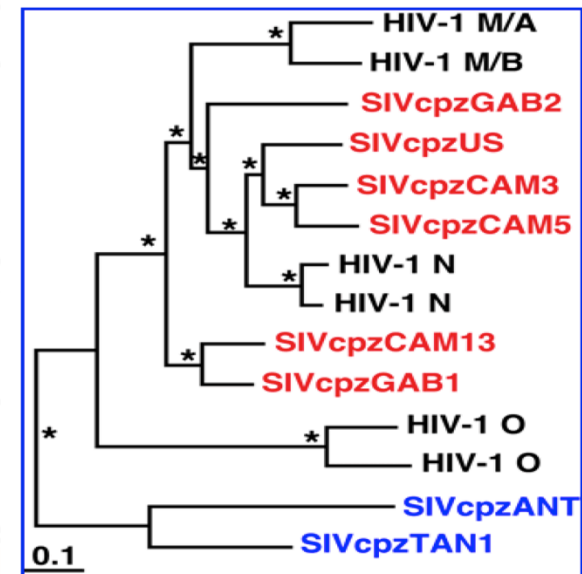 HIV-1 M/A
HIV-1 M/B
SIVcpzGAB2
SIVcpzUS
SIVcpzCAM3
SIVcpzCAM5
HIV-1 N
HIV-1 N
SIVcpzCAM13
SIVcpzGAB1
HIV-1 O
HIV-1 O
SIVcpzANT
SIVcpzTAN1
0.1